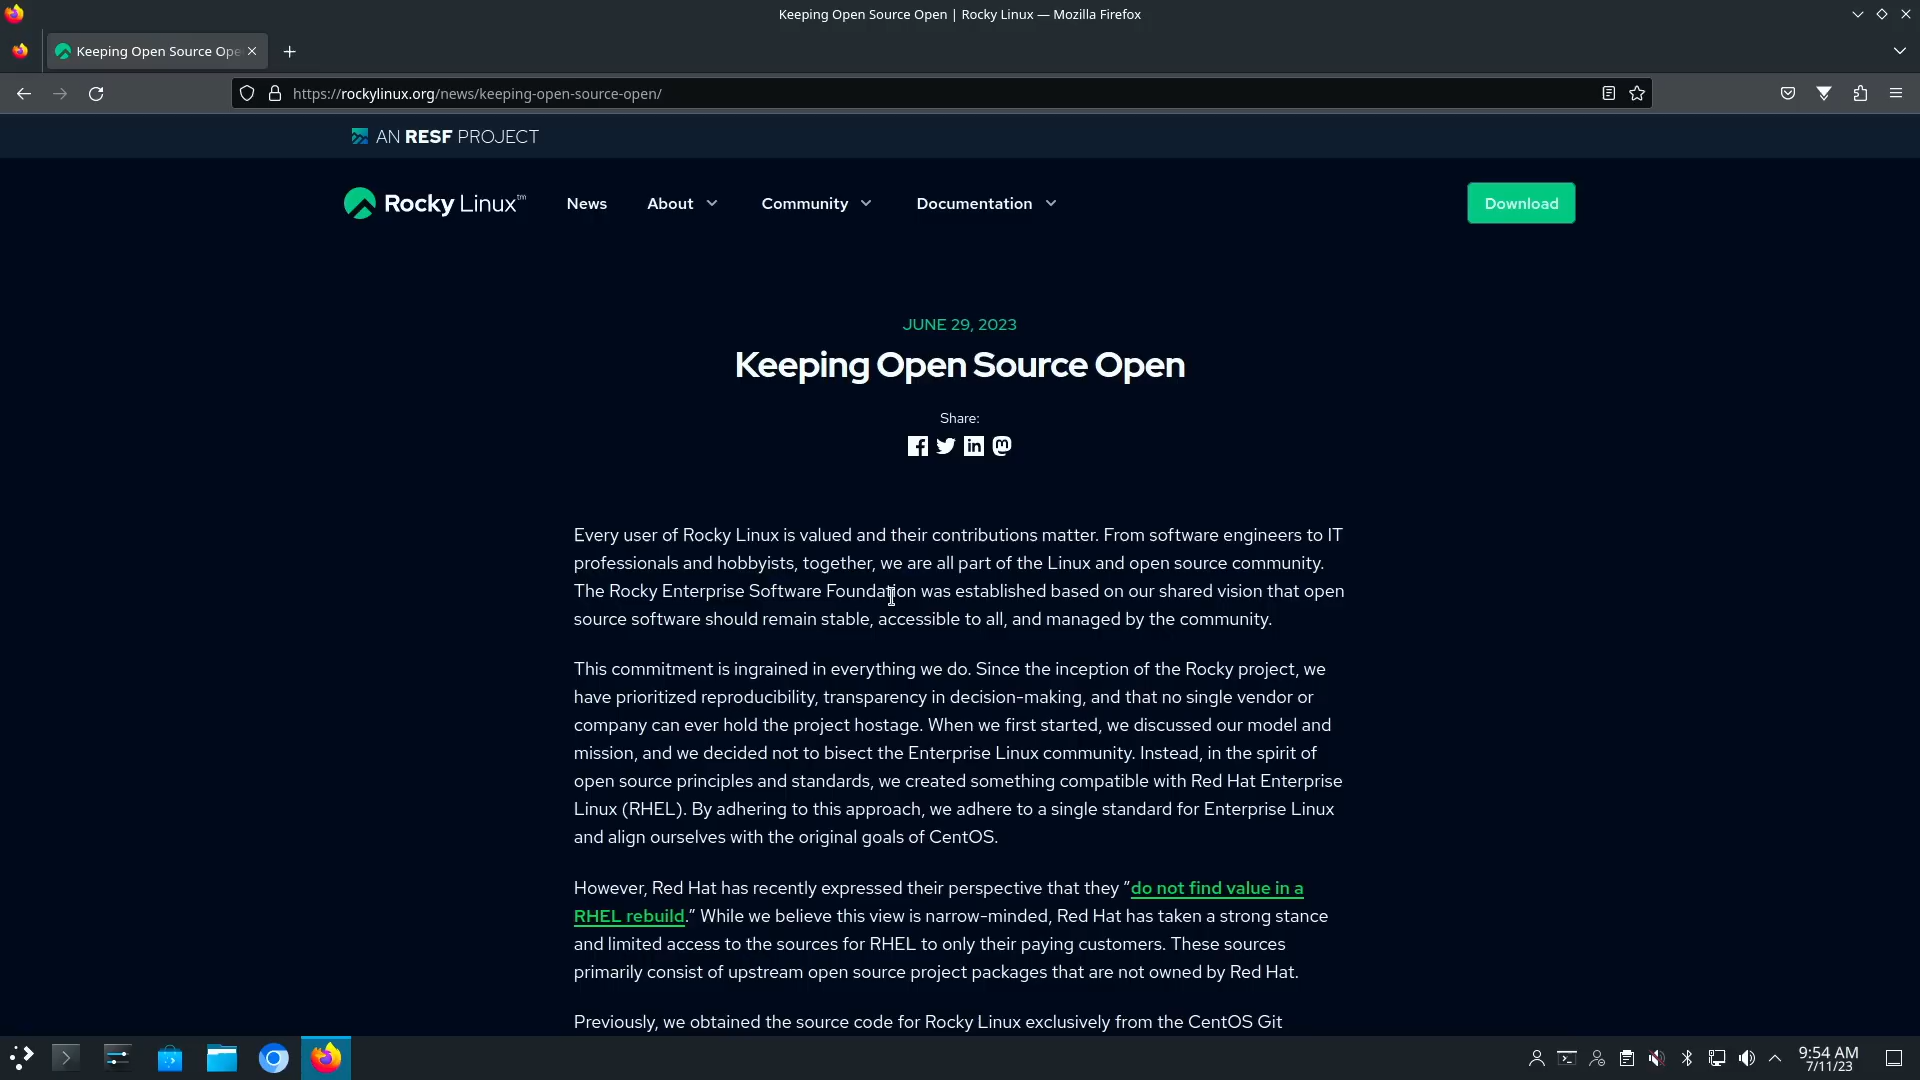 Keeping Open Source Open | Rocky Linux — Mozilla Firefox
Keeping Open Source Ope
https://rockylinux.org/news/keeping-open-source-open/
AN RESF PROJECT
Rocky Linux™
News
About
Community
Documentation
Download
JUNE 29, 2023
Keeping Open Source Open
Share:
Every user of Rocky Linux is valued and their contributions matter. From software engineers to IT
professionals and hobbyists, together, we are all part of the Linux and open source community.
The Rocky Enterprise Software Foundation was established based on our shared vision that open
source software should remain stable, accessible to all, and managed by the community.
This commitment is ingrained in everything we do. Since the inception of the Rocky project, we
have prioritized reproducibility, transparency in decision-making, and that no single vendor or
company can ever hold the project hostage. When we first started, we discussed our model and
mission, and we decided not to bisect the Enterprise Linux community. Instead, in the spirit of
open source principles and standards, we created something compatible with Red Hat Enterprise
Linux (RHEL). By adhering to this approach, we adhere to a single standard for Enterprise Linux
and align ourselves with the original goals of CentOS.
However, Red Hat has recently expressed their perspective that they "do not find value in a
RHEL rebuild." While we believe this view is narrow-minded, Red Hat has taken a strong stance
and limited access to the sources for RHEL to only their paying customers. These sources
primarily consist of upstream open source project packages that are not owned by Red Hat.
Previously, we obtained the source code for Rocky Linux exclusively from the CentOS Git
9:54 AM
7/11/23